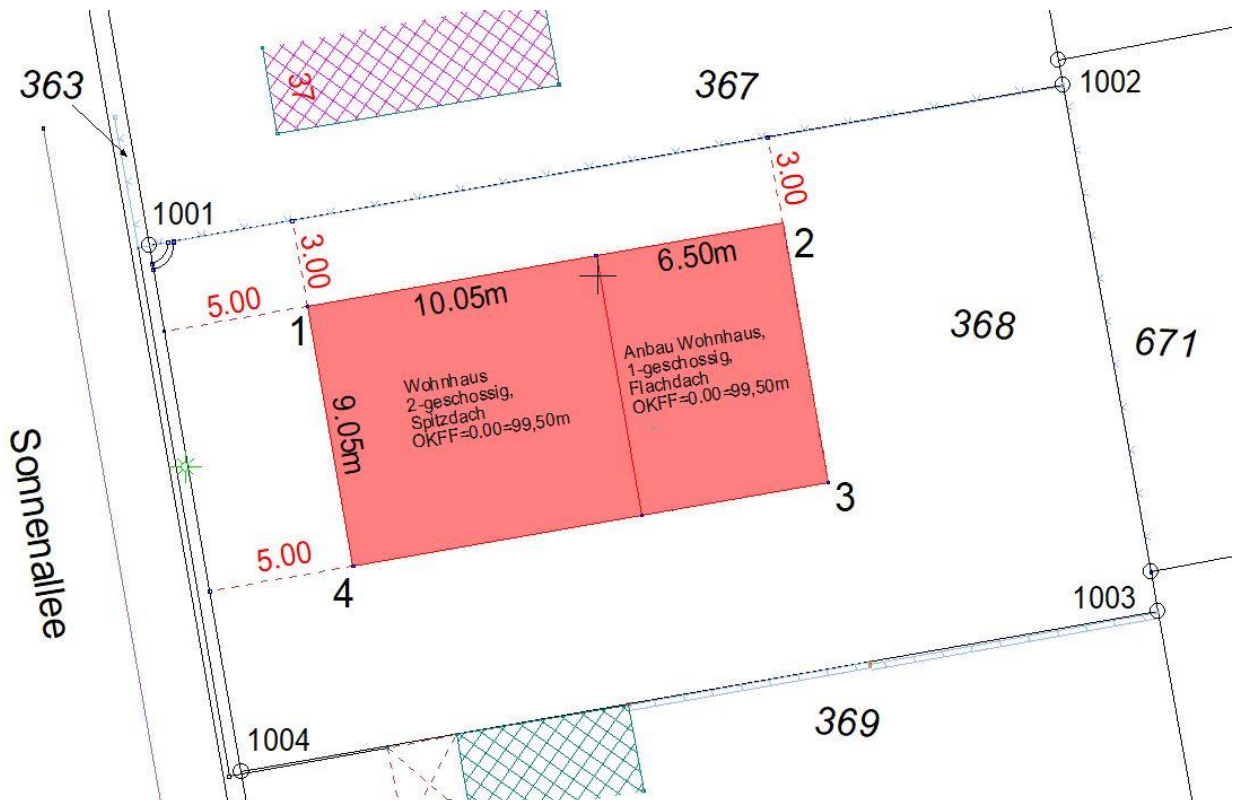 363
37
367
1002
1001
3.00
3.00
5.00
1
10.05m
6.50m
2
368
671
Wohnhaus
2-geschossig,
Spitzdach
OKFF=0.00=99,50m
Anbau Wohnhaus,
1-geschossig,
Flachdach
OKFF=0.00=99,50m
9.05m
Sonnenallee
3
5.00
4
1003
1004
369